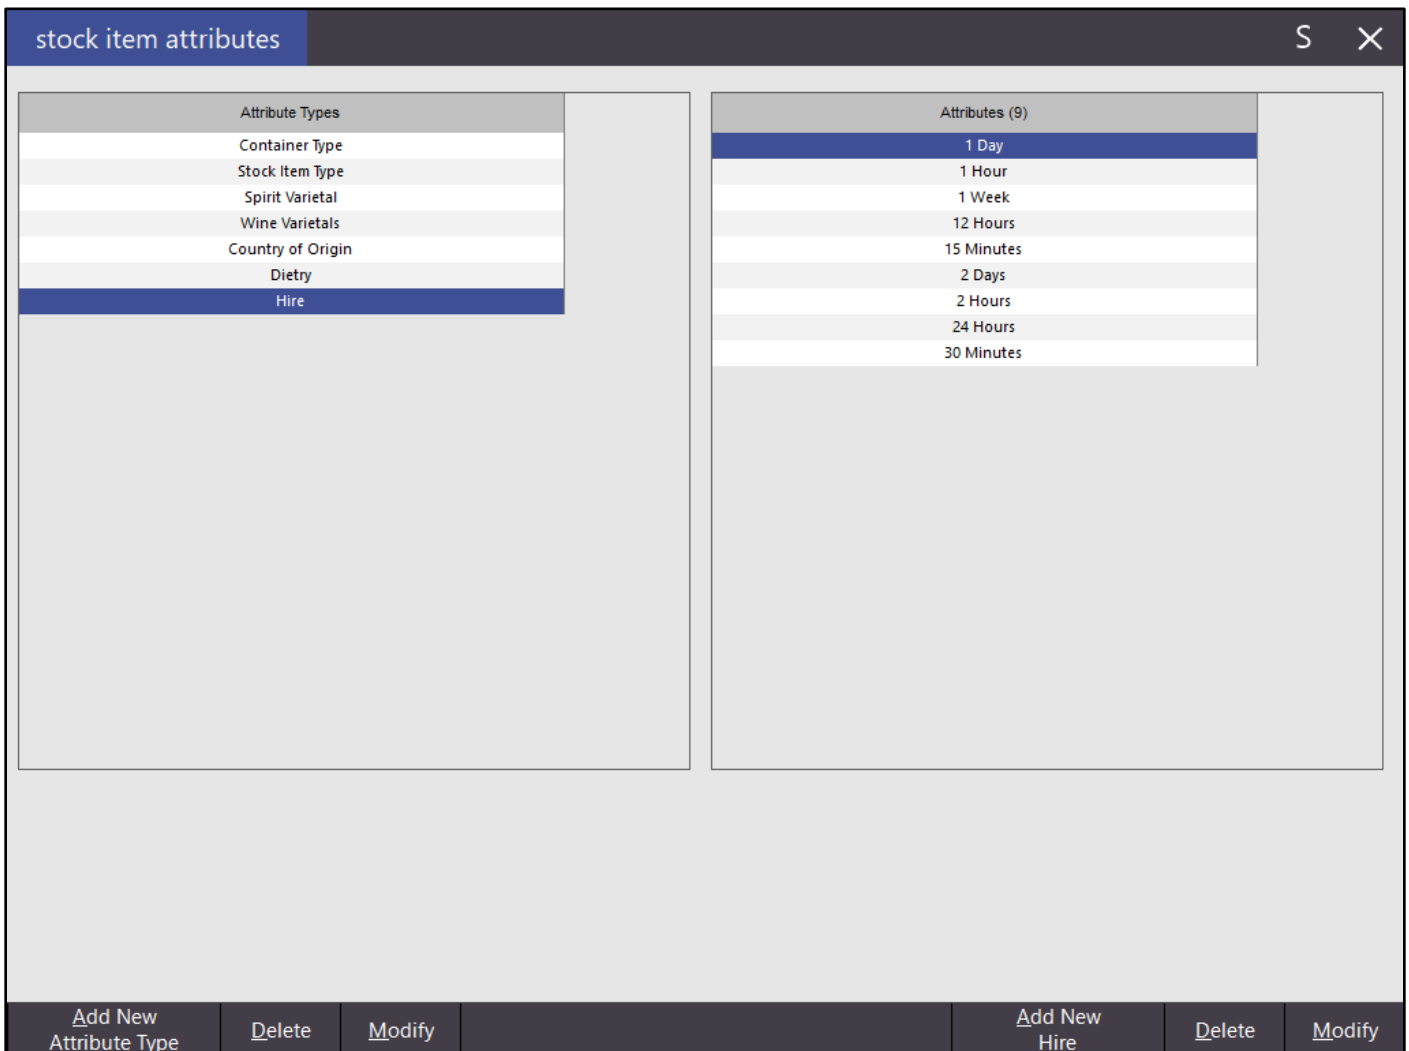 stock item attributes
S
Attribute Types
Container Type
Stock Item Type
Spirit Varietal
Wine Varietals
Country of Origin
Dietry
Hire
Attributes (9)
1 Day
1 Hour
1 Week
12 Hours
15 Minutes
2 Days
2 Hours
24 Hours
30 Minutes
Add New
Attribute Type
Delete
Modify
Add New
Hire
Delete
Modify